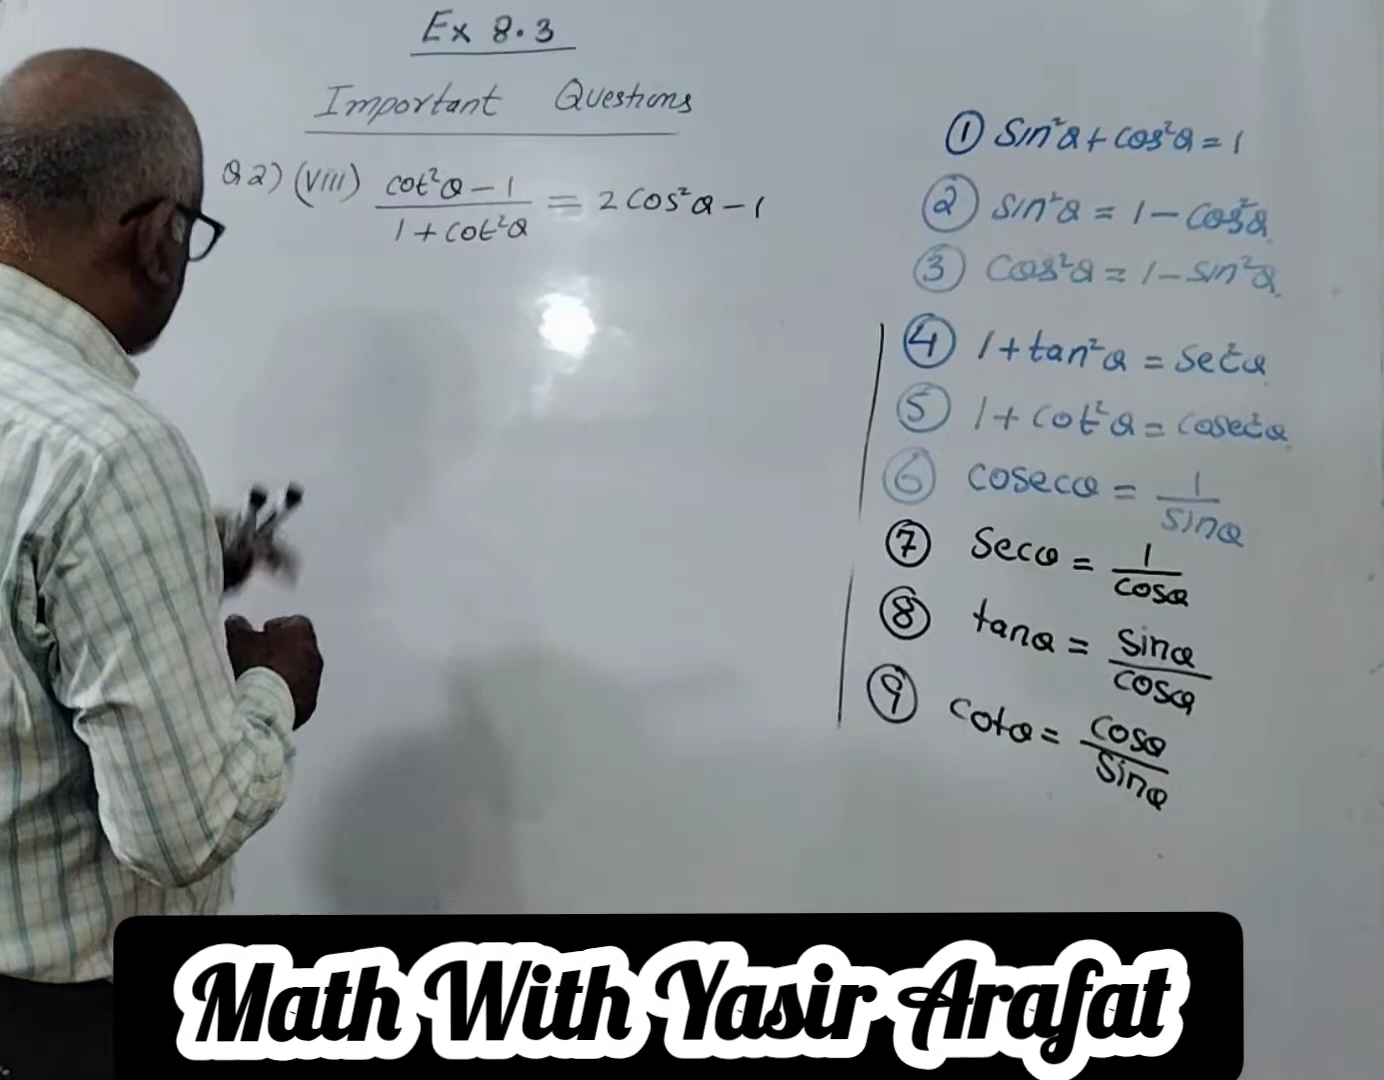 Ex 8.3
Important Questions
Q2) (viii) cot²θ - 1 / 1 + cot²θ = 2 cos²θ - 1
① sin²θ + cos²θ = 1
② sin²θ = 1 - cos²θ
③ cos²θ = 1 - sin²θ
④ 1 + tan²θ = sec²θ
⑤ 1 + cot²θ = cosec²θ
⑥ cosecθ = 1 / sinθ
⑦ secθ = 1 / cosθ
⑧ tanθ = sinθ / cosθ
⑨ cotθ = cosθ / sinθ
Math With Yasir Arafat